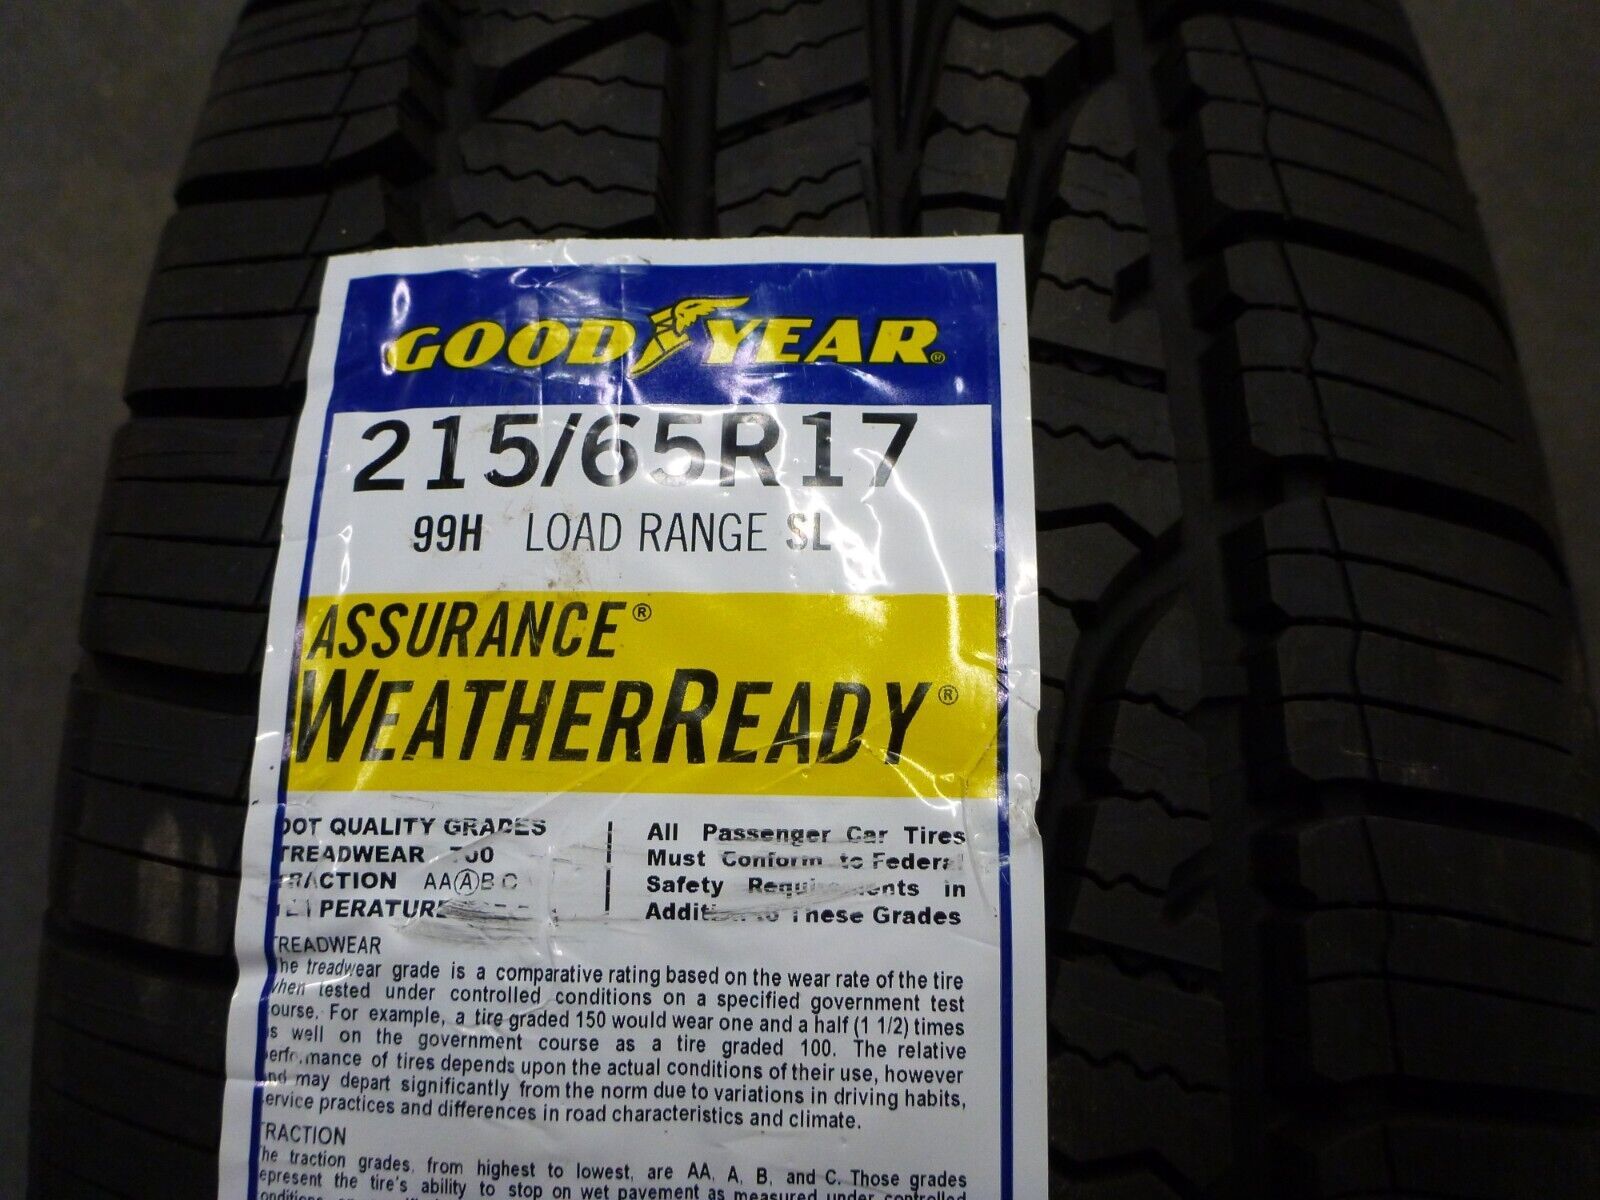 GOODYEAR®
215/65R17
99H LOAD RANGE SL
ASSURANCE®
WEATHERREADY®
DOT QUALITY GRADES
TREADWEAR 700
TRACTION AA A B C
TEMPERATURE
All Passenger Car Tires
Must Conform to Federal
Safety Requirements in
Addition to These Grades
TREADWEAR
The treadwear grade is a comparative rating based on the wear rate of the tire
when tested under controlled conditions on a specified government test
course. For example, a tire graded 150 would wear one and a half (1 1/2) times
as well on the government course as a tire graded 100. The relative
performance of tires depends upon the actual conditions of their use, however
and may depart significantly from the norm due to variations in driving habits,
service practices and differences in road characteristics and climate.
TRACTION
The traction grades, from highest to lowest, are AA, A, B, and C. Those grades
represent the tire's ability to stop on wet pavement as measured under controlled
conditions on